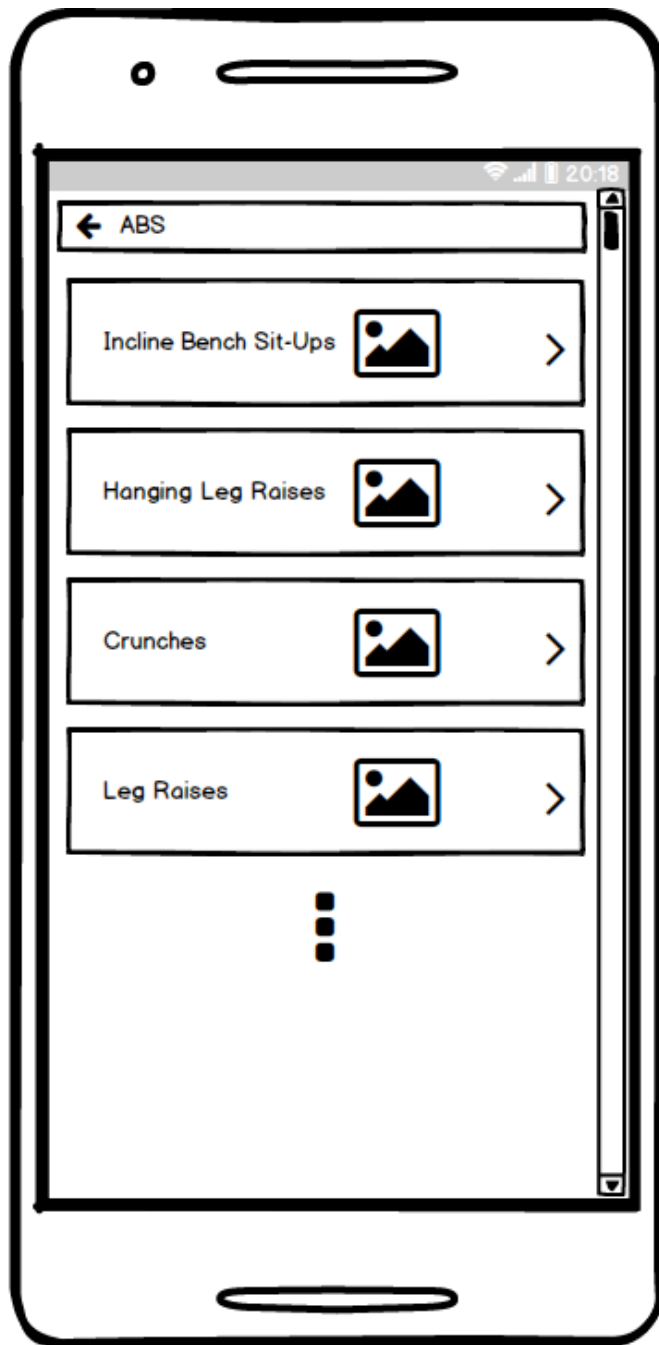 20:18
ABS
Incline Bench Sit-Ups
Hanging Leg Raises
Crunches
Leg Raises